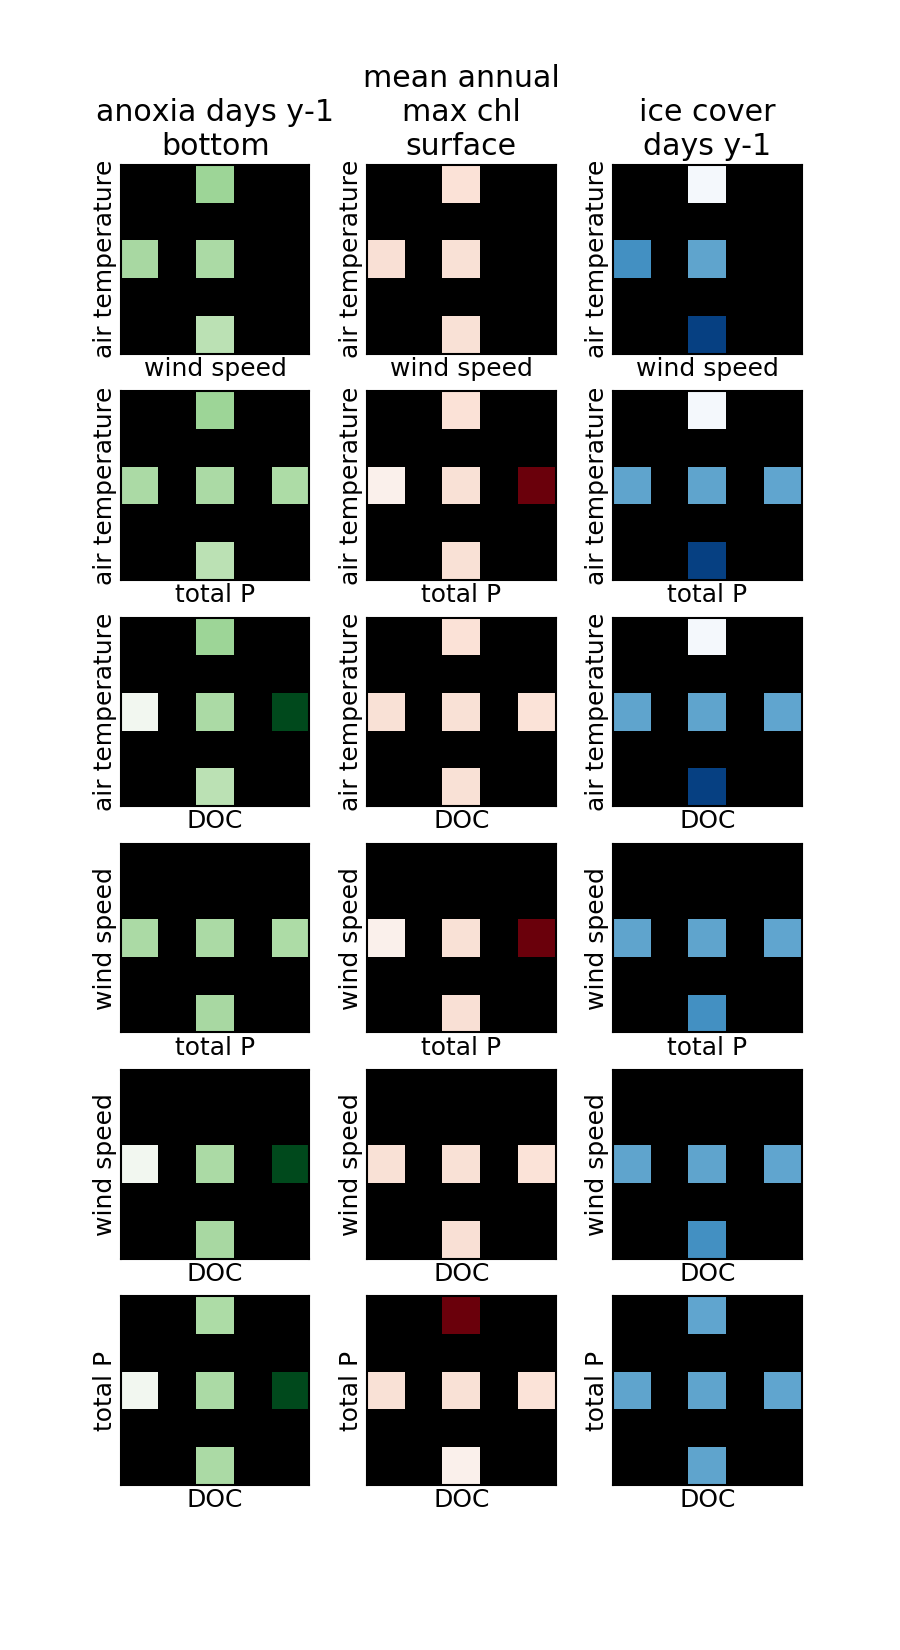 mean annual
anoxia days y-1
max chl
ice cover
bottom
surface
days y-1
air temperature
air temperature
air temperature
wind speed
wind speed
wind speed
air temperature
air temperature
air temperature
total P
total P
total P
air temperature
air temperature
air temperature
DOC
DOC
DOC
wind speed
wind speed
wind speed
total P
total P
total P
wind speed
wind speed
wind speed
DOC
DOC
DOC
total P
total P
total P
DOC
DOC
DOC